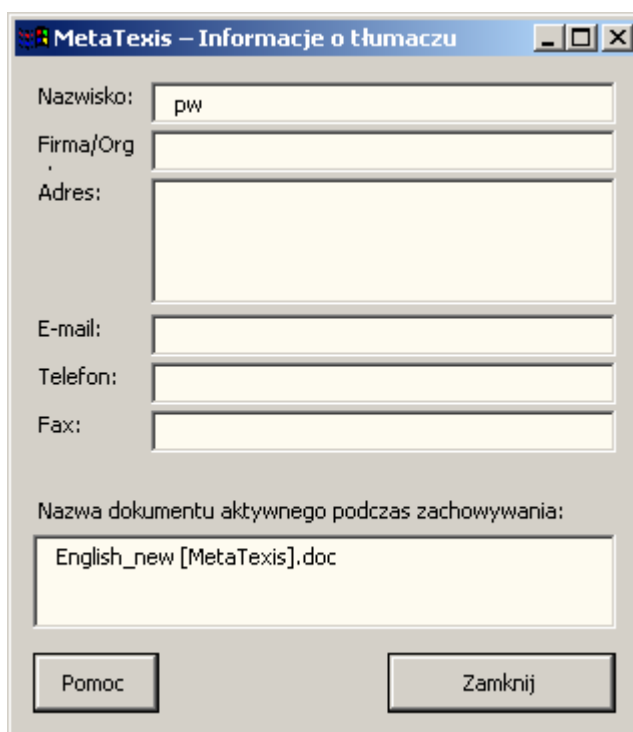 MetaTexis – Informacje o tłumaczu
Nazwisko: pw
Firma/Org
Adres:
E-mail:
Telefon:
Fax:
Nazwa dokumentu aktywnego podczas zachowywania:
English_new [MetaTexis].doc
Pomoc Zamknij